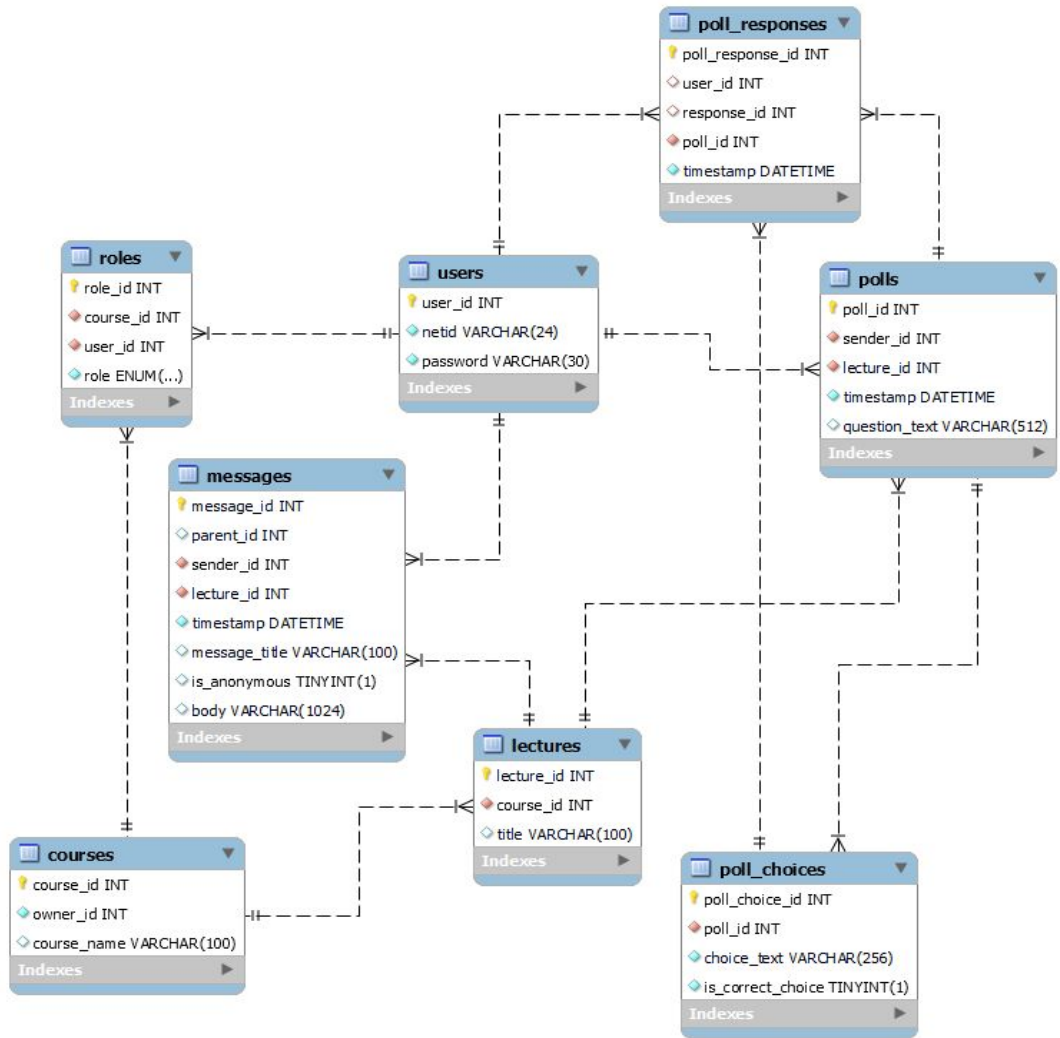 poll_responses
poll_response_id INT
user_id INT
response_id INT
poll_id INT
timestamp DATETIME
Indexes
roles
role_id INT
course_id INT
user_id INT
role ENUM(...)
Indexes
users
user_id INT
netid VARCHAR(24)
password VARCHAR(30)
Indexes
polls
poll_id INT
sender_id INT
lecture_id INT
timestamp DATETIME
question_text VARCHAR(512)
Indexes
messages
message_id INT
parent_id INT
sender_id INT
lecture_id INT
timestamp DATETIME
message_title VARCHAR(100)
is_anonymous TINYINT(1)
body VARCHAR(1024)
Indexes
lectures
lecture_id INT
course_id INT
title VARCHAR(100)
Indexes
courses
course_id INT
owner_id INT
course_name VARCHAR(100)
Indexes
poll_choices
poll_choice_id INT
poll_id INT
choice_text VARCHAR(256)
is_correct_choice TINYINT(1)
Indexes